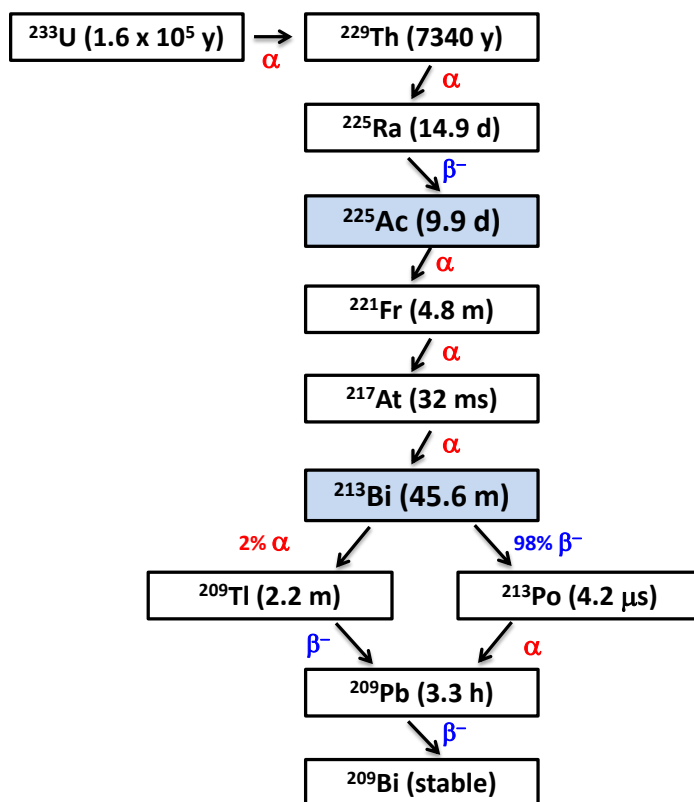 ²³³U (1.6 x 10⁵ y)
α
²²⁹Th (7340 y)
α
²²⁵Ra (14.9 d)
β⁻
²²⁵Ac (9.9 d)
α
²²¹Fr (4.8 m)
α
²¹⁷At (32 ms)
α
²¹³Bi (45.6 m)
2% α
98% β⁻
²⁰⁹Tl (2.2 m)
²¹³Po (4.2 μs)
β⁻
α
²⁰⁹Pb (3.3 h)
β⁻
²⁰⁹Bi (stable)